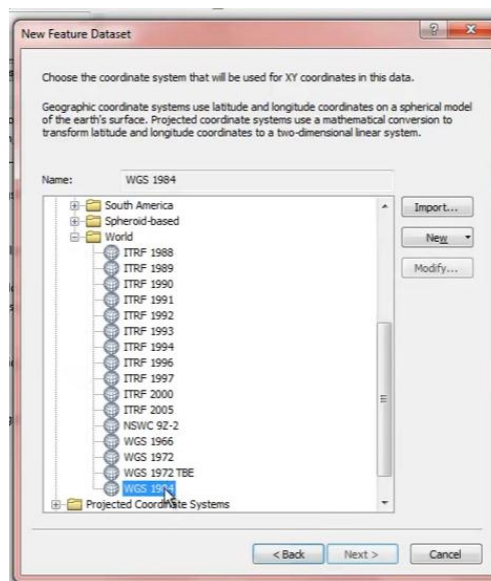 New Feature Dataset
Choose the coordinate system that will be used for XY coordinates in this data.
Geographic coordinate systems use latitude and longitude coordinates on a spherical model
of the earth's surface. Projected coordinate systems use a mathematical conversion to
transform latitude and longitude coordinates to a two-dimensional linear system.
Name: WGS 1984
South America
Import...
Spheroid-based
World
New
ITRF 1988
ITRF 1989
Modify...
ITRF 1990
ITRF 1991
ITRF 1992
ITRF 1993
ITRF 1994
ITRF 1996
ITRF 1997
ITRF 2000
ITRF 2005
NSWC 9Z-2
WGS 1966
WGS 1972
WGS 1972 TBE
WGS 1984
Projected Coordinate Systems
< Back Next > Cancel